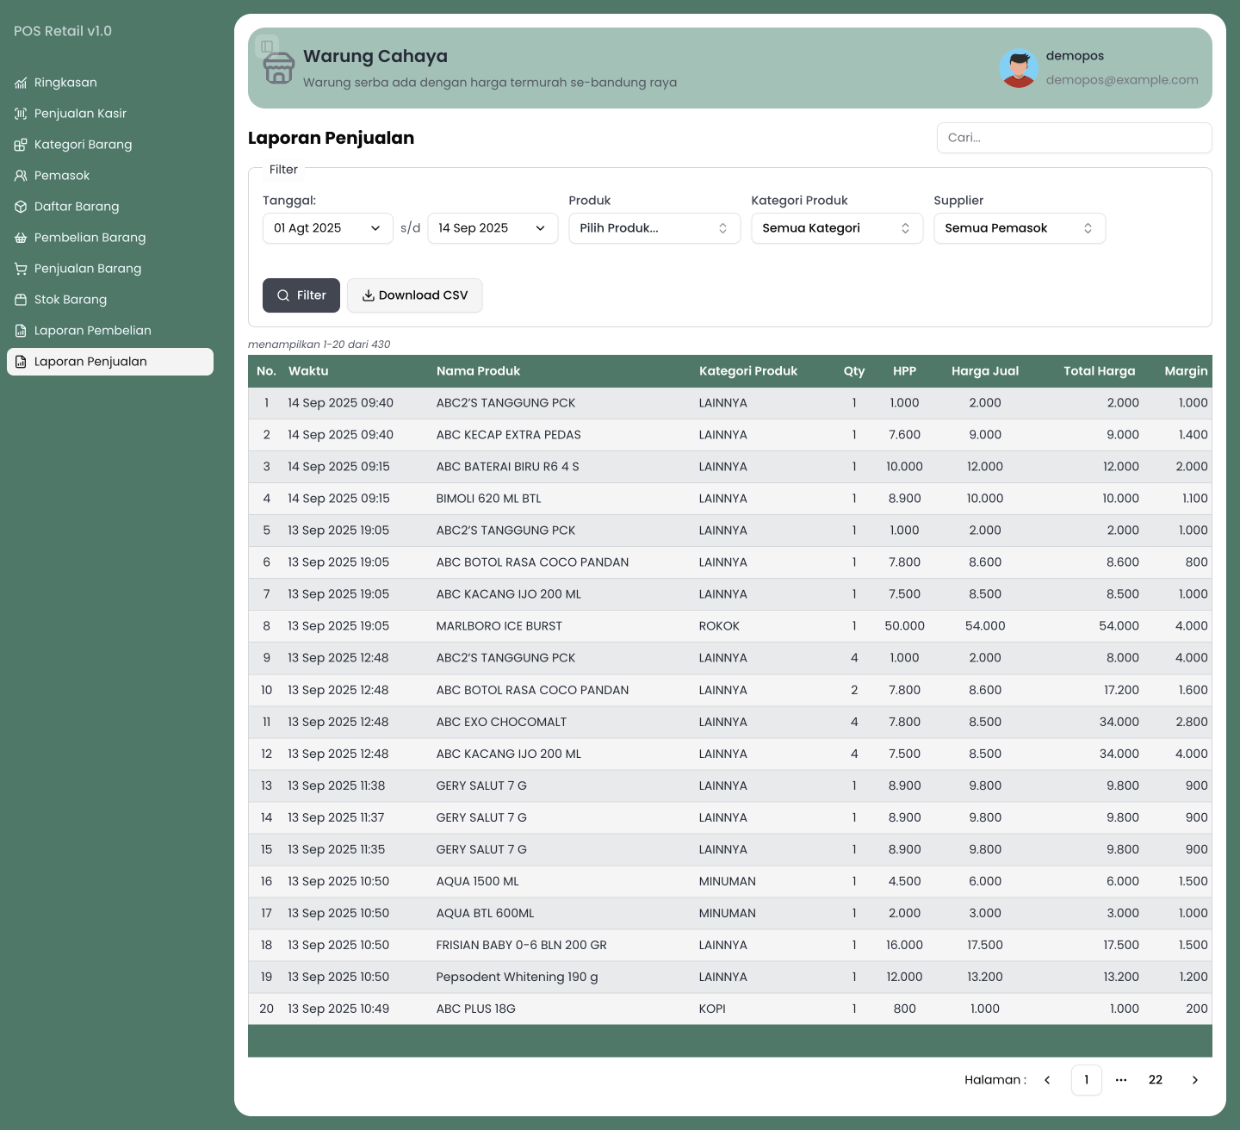 POS Retail v1.0
Ringkasan
Penjualan Kasir
Kategori Barang
Pemasok
Daftar Barang
Pembelian Barang
Penjualan Barang
Stok Barang
Laporan Pembelian
Laporan Penjualan
Warung Cahaya
Warung serba ada dengan harga termurah se-bandung raya
demopos
demopos@example.com
Laporan Penjualan
Cari...
Filter
Tanggal: Produk Kategori Produk Supplier
01 Agt 2025 s/d 14 Sep 2025 Pilih Produk... Semua Kategori Semua Pemasok
Filter Download CSV
menampilkan 1-20 dari 430
No. Waktu Nama Produk Kategori Produk Qty HPP Harga Jual Total Harga Margin
1 14 Sep 2025 09:40 ABC2'S TANGGUNG PCK LAINNYA 1 1.000 2.000 2.000 1.000
2 14 Sep 2025 09:40 ABC KECAP EXTRA PEDAS LAINNYA 1 7.600 9.000 9.000 1.400
3 14 Sep 2025 09:15 ABC BATERAI BIRU R6 4 S LAINNYA 1 10.000 12.000 12.000 2.000
4 14 Sep 2025 09:15 BIMOLI 620 ML BTL LAINNYA 1 8.900 10.000 10.000 1.100
5 13 Sep 2025 19:05 ABC2'S TANGGUNG PCK LAINNYA 1 1.000 2.000 2.000 1.000
6 13 Sep 2025 19:05 ABC BOTOL RASA COCO PANDAN LAINNYA 1 7.800 8.600 8.600 800
7 13 Sep 2025 19:05 ABC KACANG IJO 200 ML LAINNYA 1 7.500 8.500 8.500 1.000
8 13 Sep 2025 19:05 MARLBORO ICE BURST ROKOK 1 50.000 54.000 54.000 4.000
9 13 Sep 2025 12:48 ABC2'S TANGGUNG PCK LAINNYA 4 1.000 2.000 8.000 4.000
10 13 Sep 2025 12:48 ABC BOTOL RASA COCO PANDAN LAINNYA 2 7.800 8.600 17.200 1.600
11 13 Sep 2025 12:48 ABC EXO CHOCOMALT LAINNYA 4 7.800 8.500 34.000 2.800
12 13 Sep 2025 12:48 ABC KACANG IJO 200 ML LAINNYA 4 7.500 8.500 34.000 4.000
13 13 Sep 2025 11:38 GERY SALUT 7 G LAINNYA 1 8.900 9.800 9.800 900
14 13 Sep 2025 11:37 GERY SALUT 7 G LAINNYA 1 8.900 9.800 9.800 900
15 13 Sep 2025 11:35 GERY SALUT 7 G LAINNYA 1 8.900 9.800 9.800 900
16 13 Sep 2025 10:50 AQUA 1500 ML MINUMAN 1 4.500 6.000 6.000 1.500
17 13 Sep 2025 10:50 AQUA BTL 600ML MINUMAN 1 2.000 3.000 3.000 1.000
18 13 Sep 2025 10:50 FRISIAN BABY 0-6 BLN 200 GR LAINNYA 1 16.000 17.500 17.500 1.500
19 13 Sep 2025 10:50 Pepsodent Whitening 190 g LAINNYA 1 12.000 13.200 13.200 1.200
20 13 Sep 2025 10:49 ABC PLUS 18G KOPI 1 800 1.000 1.000 200
Halaman : 1 ... 22